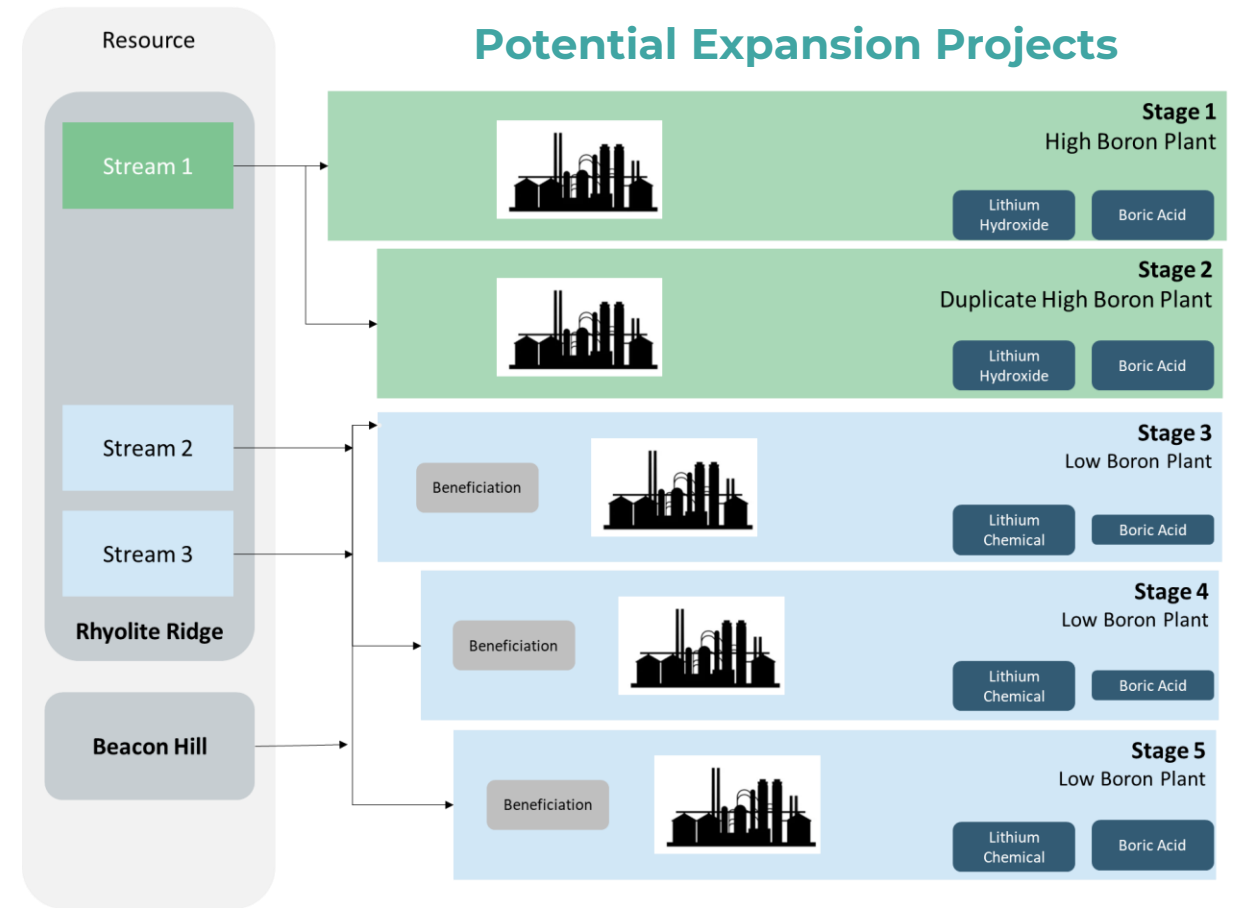 Resource
Potential Expansion Projects
Stream 1
Stage 1
High Boron Plant
Lithium
Hydroxide
Boric Acid
Stage 2
Duplicate High Boron Plant
Lithium
Hydroxide
Boric Acid
Stream 2
Stream 3
Rhyolite Ridge
Beacon Hill
Stage 3
Low Boron Plant
Beneficiation
Lithium
Chemical
Boric Acid
Stage 4
Low Boron Plant
Beneficiation
Lithium
Chemical
Boric Acid
Stage 5
Low Boron Plant
Beneficiation
Lithium
Chemical
Boric Acid